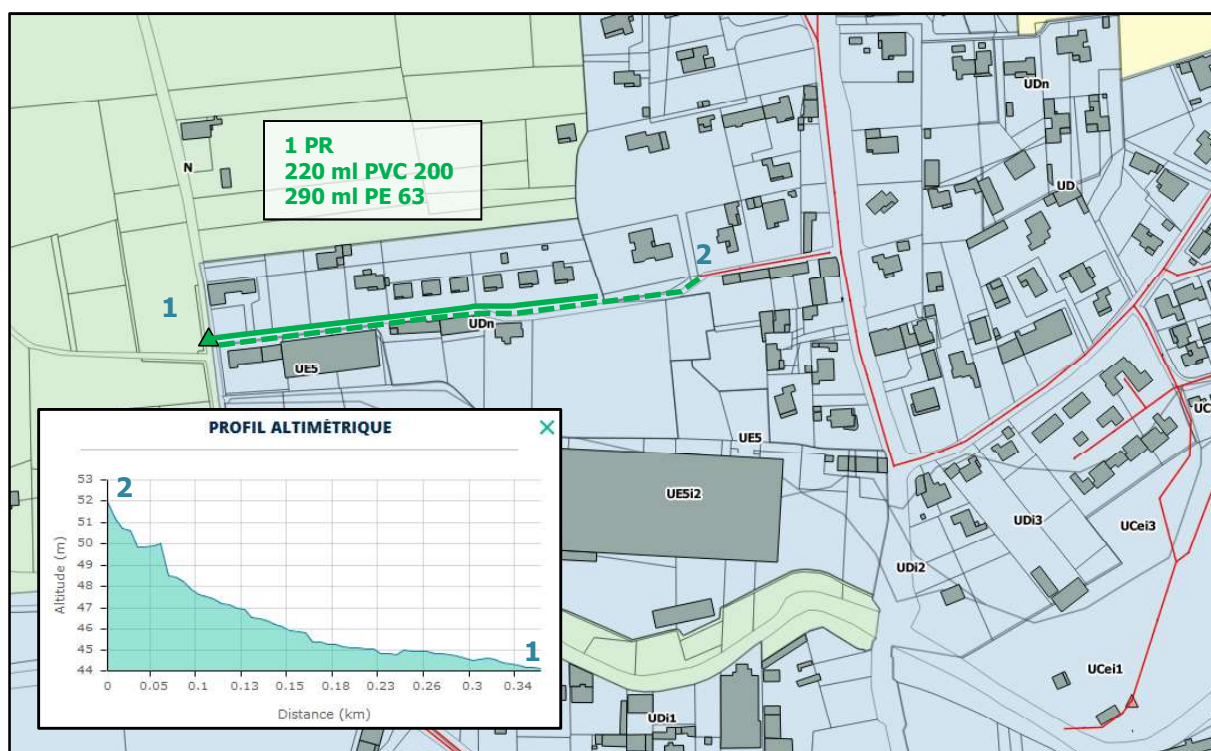 UDn
N
1 PR
220 ml PVC 200
290 ml PE 63
UD
2
1
UDn
UE5
UE5
UE5i2
UDi3
UCei3
UDi2
UCei1
UDi1
PROFIL ALTIMÉTRIQUE
×
53
52
51
50
49
48
47
46
45
44
2
1
Altitude (m)
0 0.05 0.1 0.13 0.15 0.18 0.23 0.26 0.3 0.34
Distance (km)